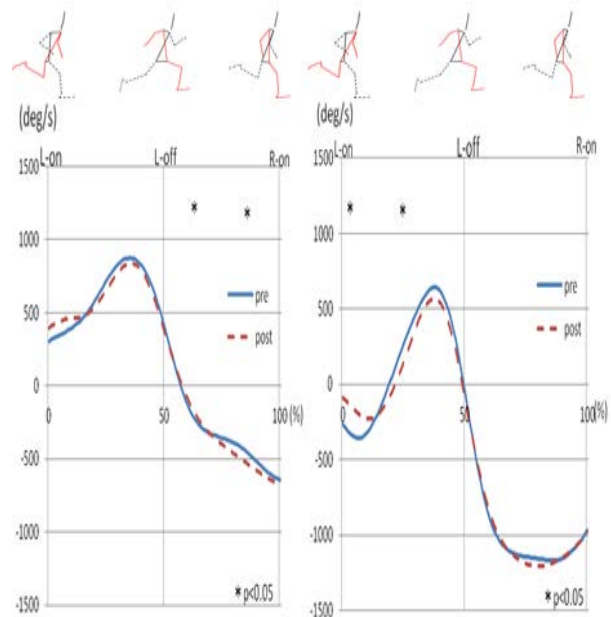 (deg/s)
L-on L-off R-on
1500
*
*
1000
pre
500
post
0
0 50 100 (%)
-500
-1000
* p<0.05
-1500
(deg/s)
L-on L-off R-on
1500
* *
1000
pre
500
post
0
0 50 100 (%)
-500
-1000
* p<0.05
-1500